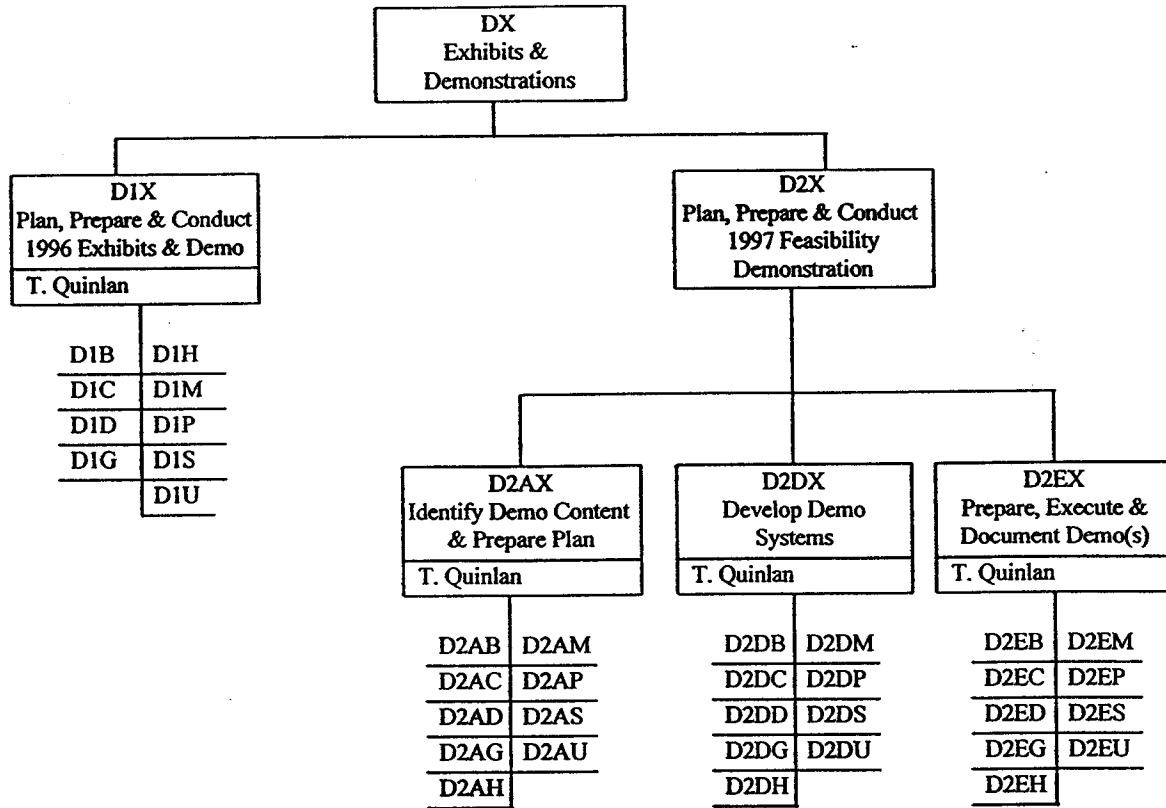 DX
Exhibits &
Demonstrations
D1X
Plan, Prepare & Conduct
1996 Exhibits & Demo
T. Quinlan
D2X
Plan, Prepare & Conduct
1997 Feasibility
Demonstration
D1B D1H
D1C D1M
D1D D1P
D1G D1S
D1U
D2AX
Identify Demo Content
& Prepare Plan
T. Quinlan
D2DX
Develop Demo
Systems
T. Quinlan
D2EX
Prepare, Execute &
Document Demo(s)
T. Quinlan
D2AB D2AM
D2AC D2AP
D2AD D2AS
D2AG D2AU
D2AH
D2DB D2DM
D2DC D2DP
D2DD D2DS
D2DG D2DU
D2DH
D2EB D2EM
D2EC D2EP
D2ED D2ES
D2EG D2EU
D2EH